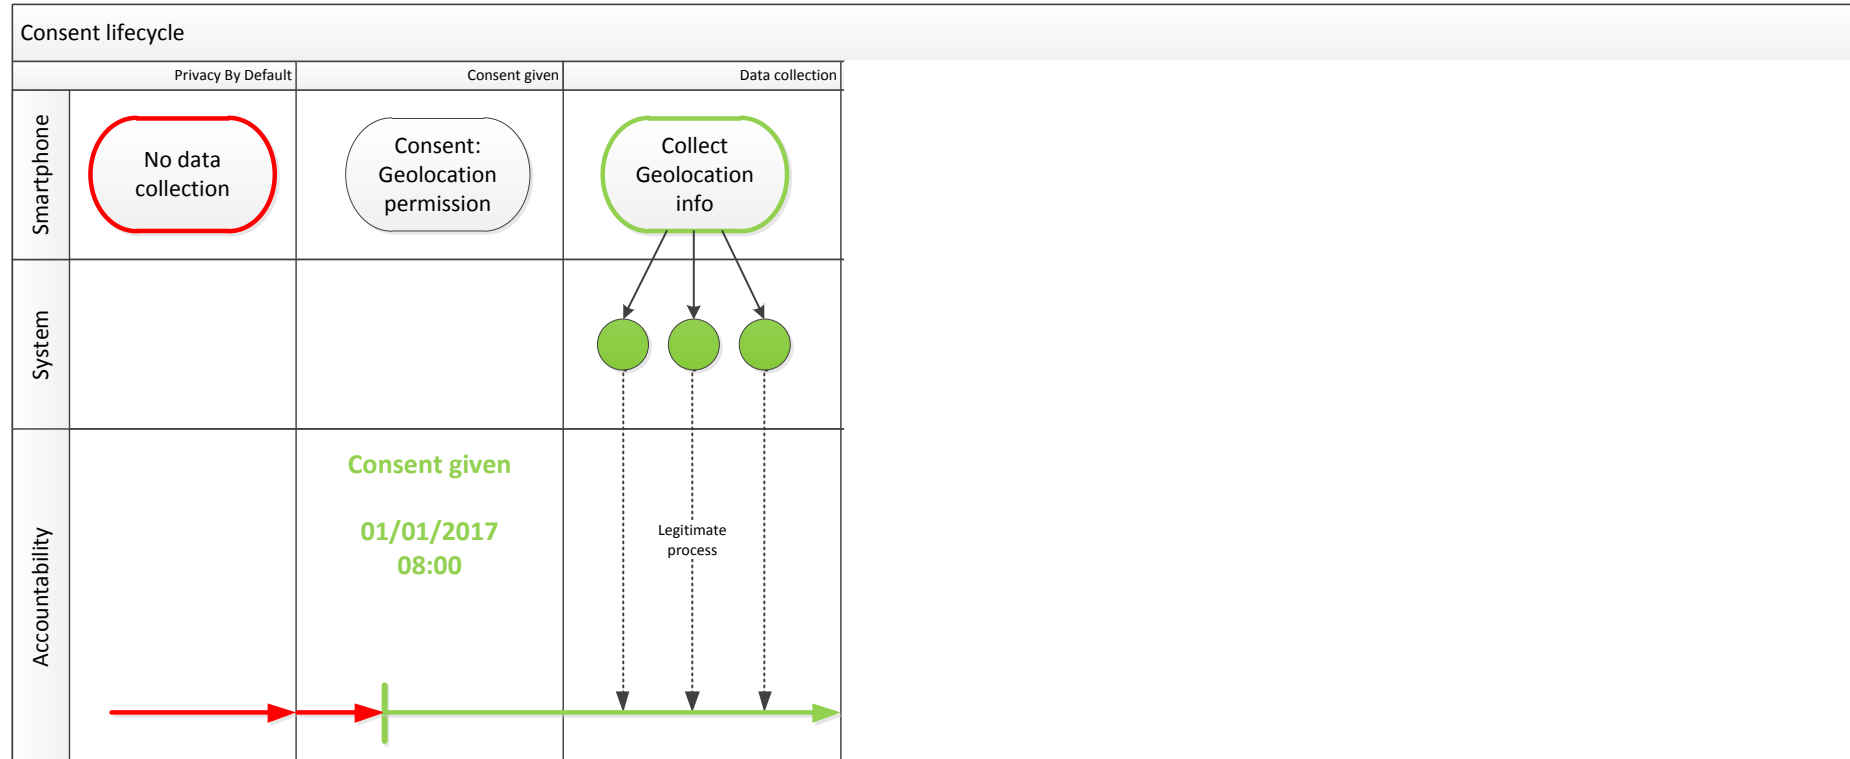 Consent lifecycle
Privacy By Default
Consent given
Data collection
Smartphone
No data
collection
Consent:
Geolocation
permission
Collect
Geolocation
info
System
Accountability
Consent given
01/01/2017
08:00
Legitimate
process